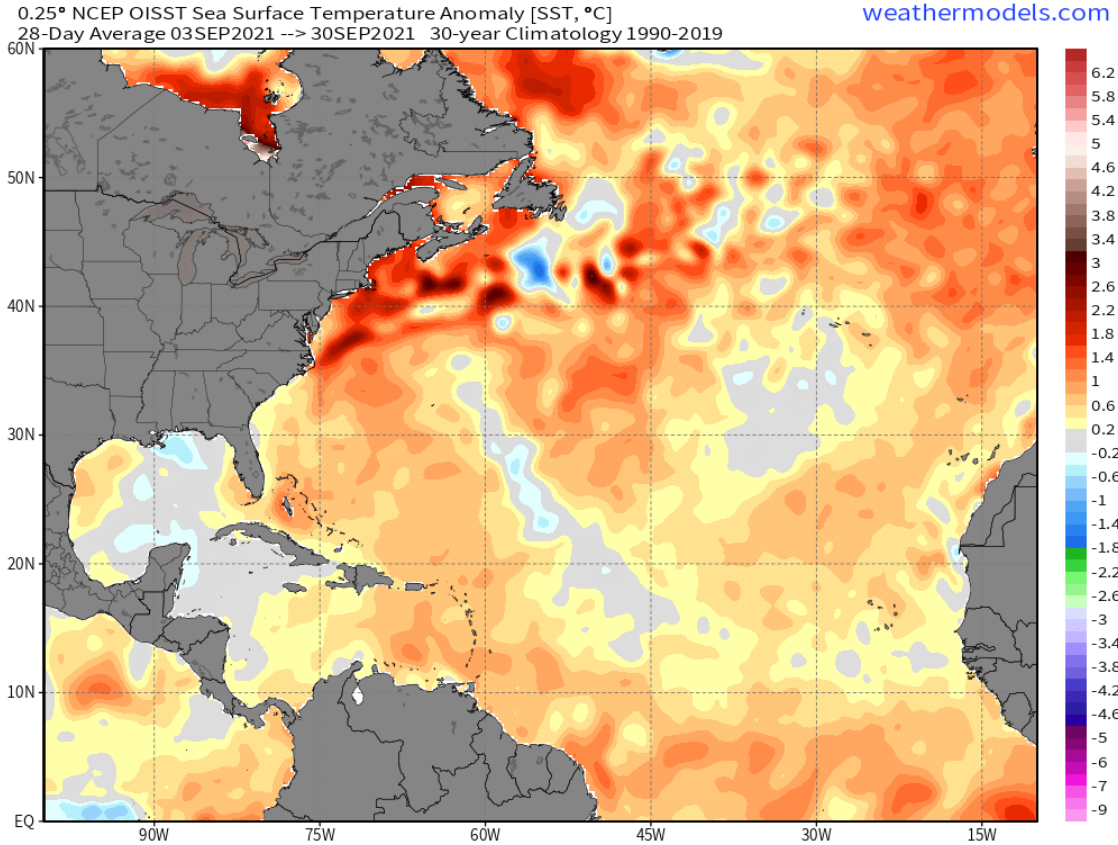 0.25° NCEP OISST Sea Surface Temperature Anomaly [SST, °C]
weathermodels.com
28-Day Average 03SEP2021 --> 30SEP2021 30-year Climatology 1990-2019
60N
50N
40N
30N
20N
10N
EQ
90W
75W
60W
45W
30W
15W
6.2
5.8
5.4
5
4.6
4.2
3.8
3.4
3
2.6
2.2
1.8
1.4
1
0.6
0.2
-0.2
-0.6
-1
-1.4
-1.8
-2.2
-2.6
-3
-3.4
-3.8
-4.2
-4.6
-5
-6
-7
-9